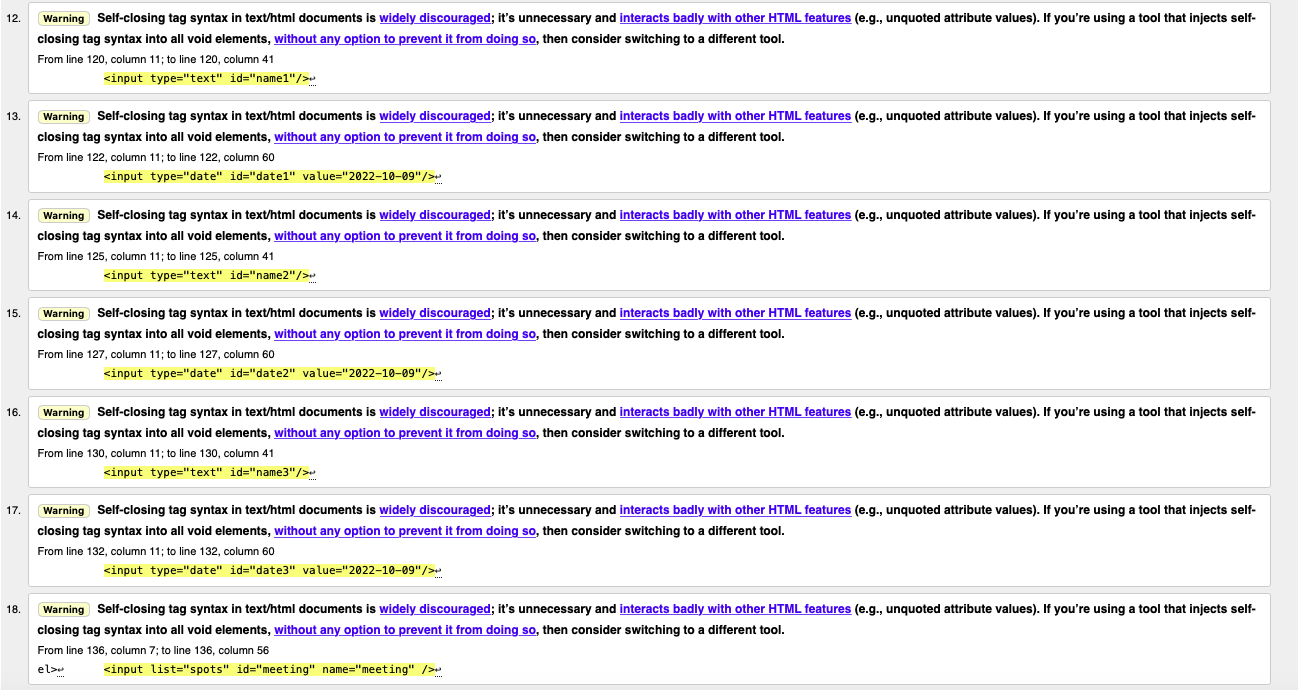 12. Warning Self-closing tag syntax in text/html documents is widely discouraged; it’s unnecessary and interacts badly with other HTML features (e.g., unquoted attribute values). If you’re using a tool that injects self-
closing tag syntax into all void elements, without any option to prevent it from doing so, then consider switching to a different tool.
From line 120, column 11; to line 120, column 41
<input type="text" id="name1"/>↩
13. Warning Self-closing tag syntax in text/html documents is widely discouraged; it’s unnecessary and interacts badly with other HTML features (e.g., unquoted attribute values). If you’re using a tool that injects self-
closing tag syntax into all void elements, without any option to prevent it from doing so, then consider switching to a different tool.
From line 122, column 11; to line 122, column 60
<input type="date" id="date1" value="2022-10-09"/>↩
14. Warning Self-closing tag syntax in text/html documents is widely discouraged; it’s unnecessary and interacts badly with other HTML features (e.g., unquoted attribute values). If you’re using a tool that injects self-
closing tag syntax into all void elements, without any option to prevent it from doing so, then consider switching to a different tool.
From line 125, column 11; to line 125, column 41
<input type="text" id="name2"/>↩
15. Warning Self-closing tag syntax in text/html documents is widely discouraged; it’s unnecessary and interacts badly with other HTML features (e.g., unquoted attribute values). If you’re using a tool that injects self-
closing tag syntax into all void elements, without any option to prevent it from doing so, then consider switching to a different tool.
From line 127, column 11; to line 127, column 60
<input type="date" id="date2" value="2022-10-09"/>↩
16. Warning Self-closing tag syntax in text/html documents is widely discouraged; it’s unnecessary and interacts badly with other HTML features (e.g., unquoted attribute values). If you’re using a tool that injects self-
closing tag syntax into all void elements, without any option to prevent it from doing so, then consider switching to a different tool.
From line 130, column 11; to line 130, column 41
<input type="text" id="name3"/>↩
17. Warning Self-closing tag syntax in text/html documents is widely discouraged; it’s unnecessary and interacts badly with other HTML features (e.g., unquoted attribute values). If you’re using a tool that injects self-
closing tag syntax into all void elements, without any option to prevent it from doing so, then consider switching to a different tool.
From line 132, column 11; to line 132, column 60
<input type="date" id="date3" value="2022-10-09"/>↩
18. Warning Self-closing tag syntax in text/html documents is widely discouraged; it’s unnecessary and interacts badly with other HTML features (e.g., unquoted attribute values). If you’re using a tool that injects self-
closing tag syntax into all void elements, without any option to prevent it from doing so, then consider switching to a different tool.
From line 136, column 7; to line 136, column 56
el>↩ <input list="spots" id="meeting" name="meeting" />↩